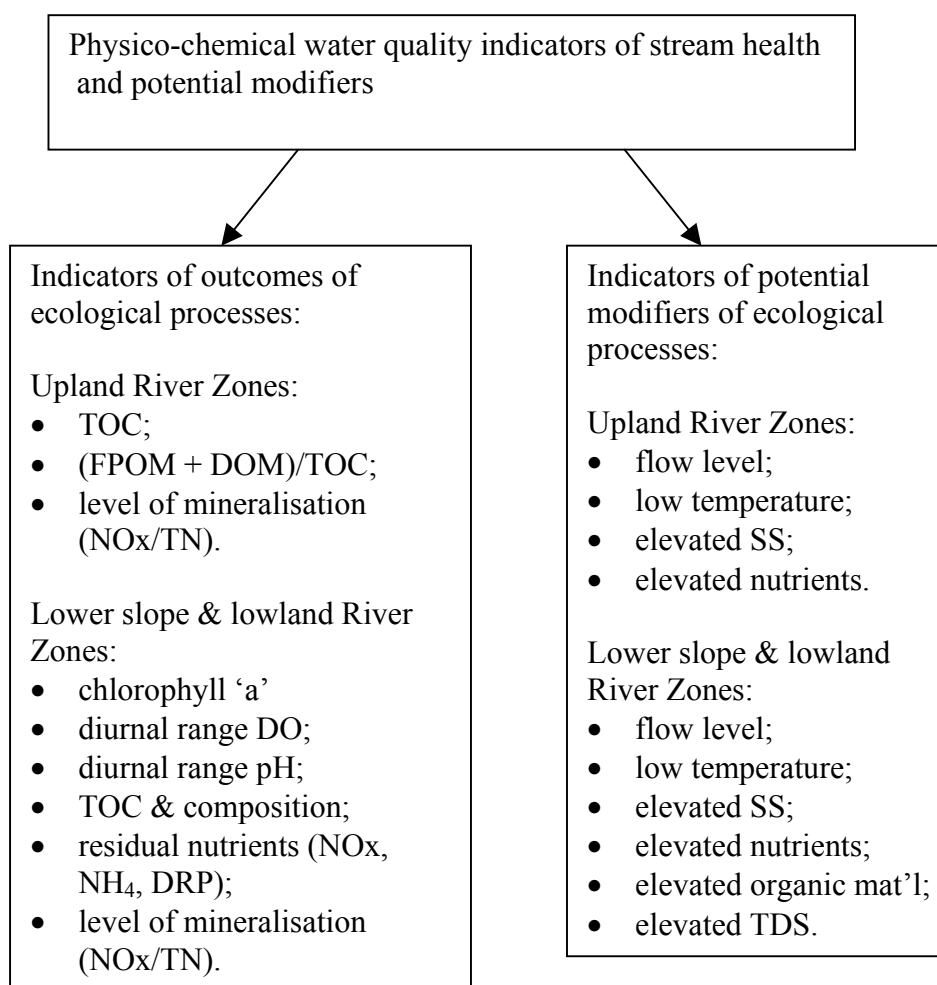 Physico-chemical water quality indicators of stream health
and potential modifiers
Indicators of outcomes of
ecological processes:
Upland River Zones:
• TOC;
• (FPOM + DOM)/TOC;
• level of mineralisation
(NOx/TN).
Lower slope & lowland River
Zones:
• chlorophyll ‘a’
• diurnal range DO;
• diurnal range pH;
• TOC & composition;
• residual nutrients (NOx,
NH₄, DRP);
• level of mineralisation
(NOx/TN).
Indicators of potential
modifiers of ecological
processes:
Upland River Zones:
• flow level;
• low temperature;
• elevated SS;
• elevated nutrients.
Lower slope & lowland
River Zones:
• flow level;
• low temperature;
• elevated SS;
• elevated nutrients;
• elevated organic mat’l;
• elevated TDS.